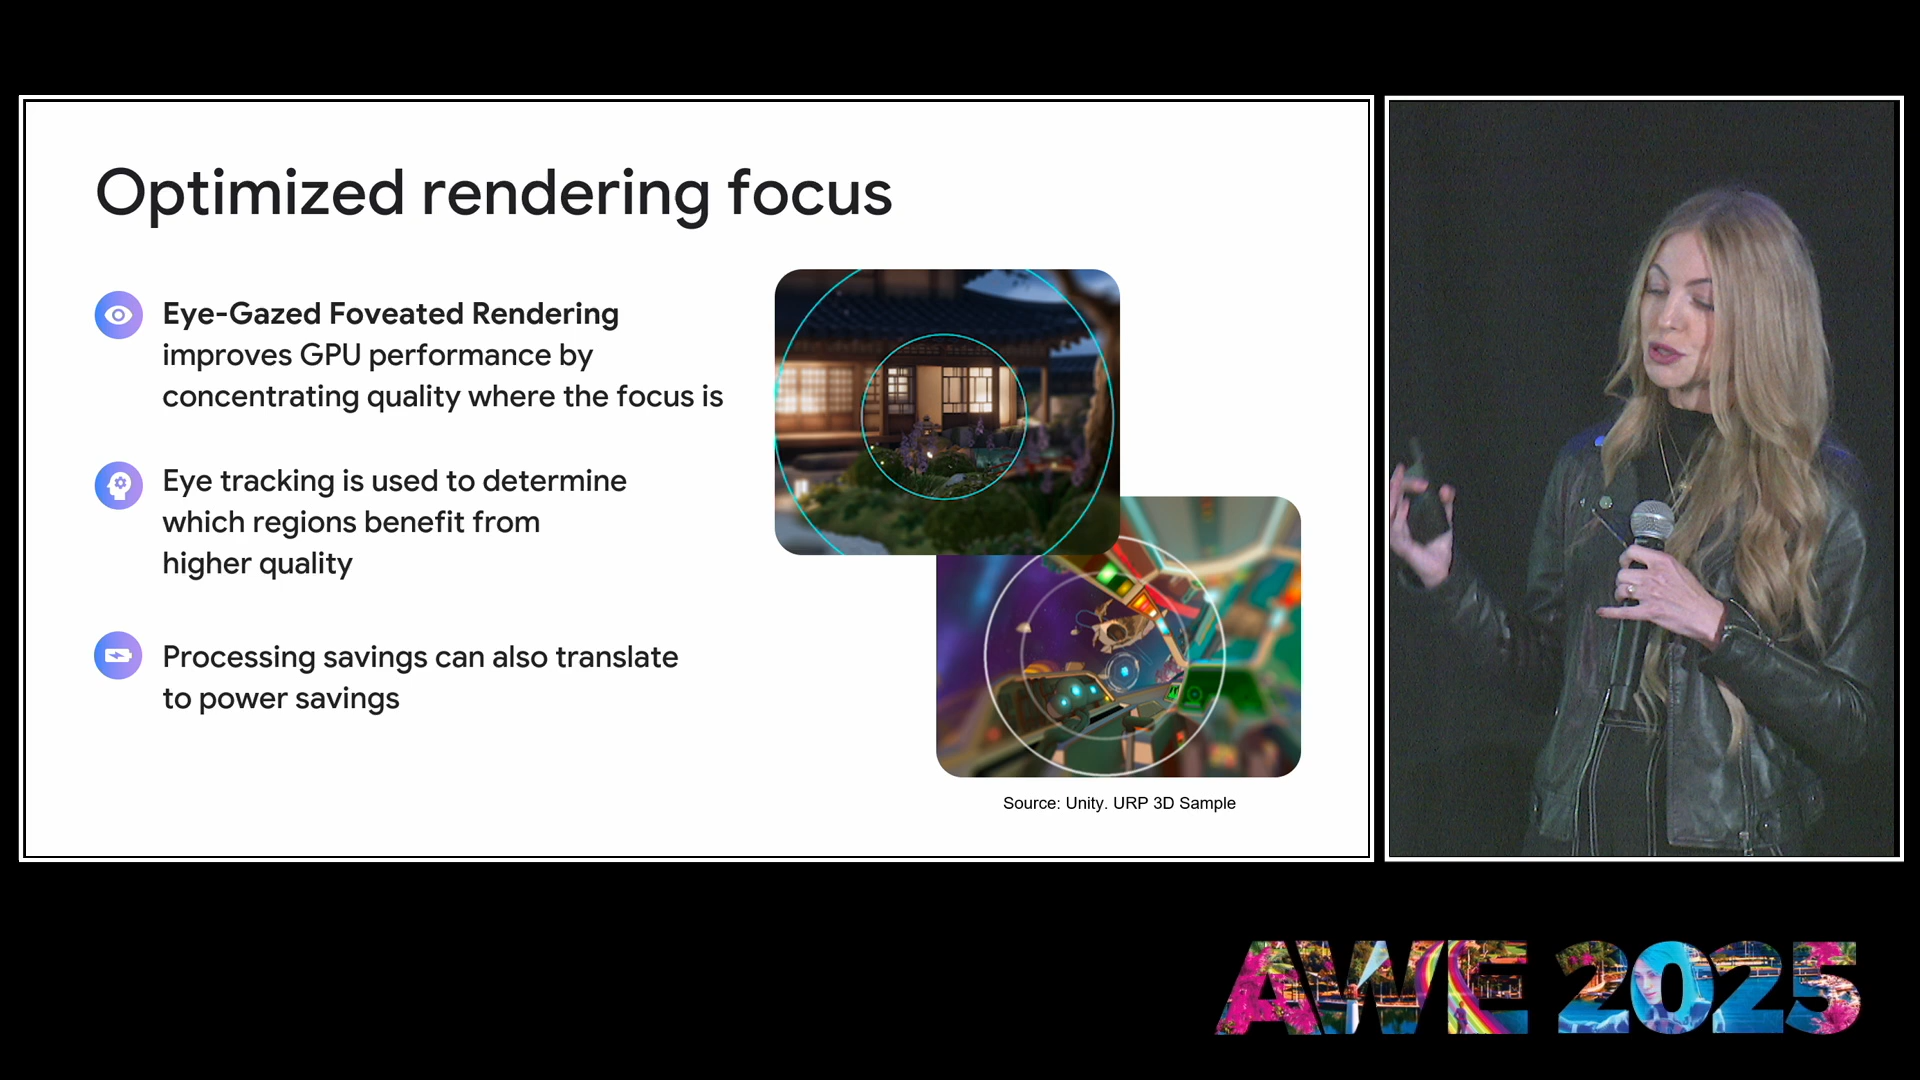 Optimized rendering focus
Eye-Gazed Foveated Rendering
improves GPU performance by
concentrating quality where the focus is
Eye tracking is used to determine
which regions benefit from
higher quality
Processing savings can also translate
to power savings
Source: Unity. URP 3D Sample
AWE 2025